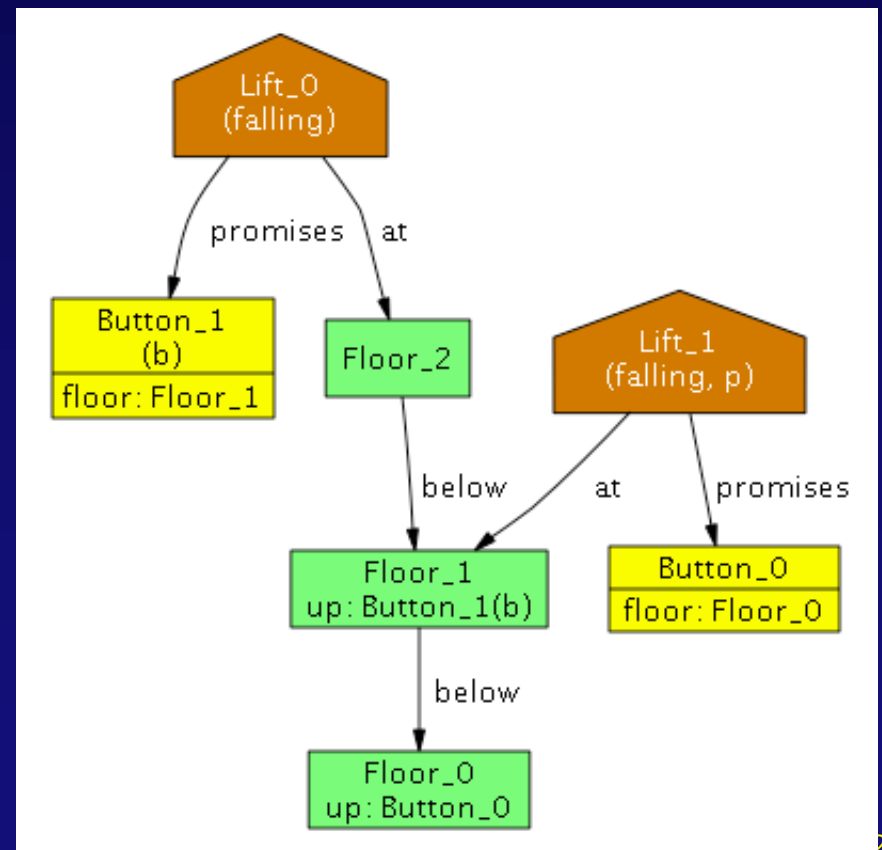 Lift_0
(falling)
promises
at
Button_1
(b)
floor: Floor_1
Floor_2
Lift_1
(falling, p)
below
at
promises
Floor_1
up: Button_1(b)
Button_0
floor: Floor_0
below
Floor_0
up: Button_0